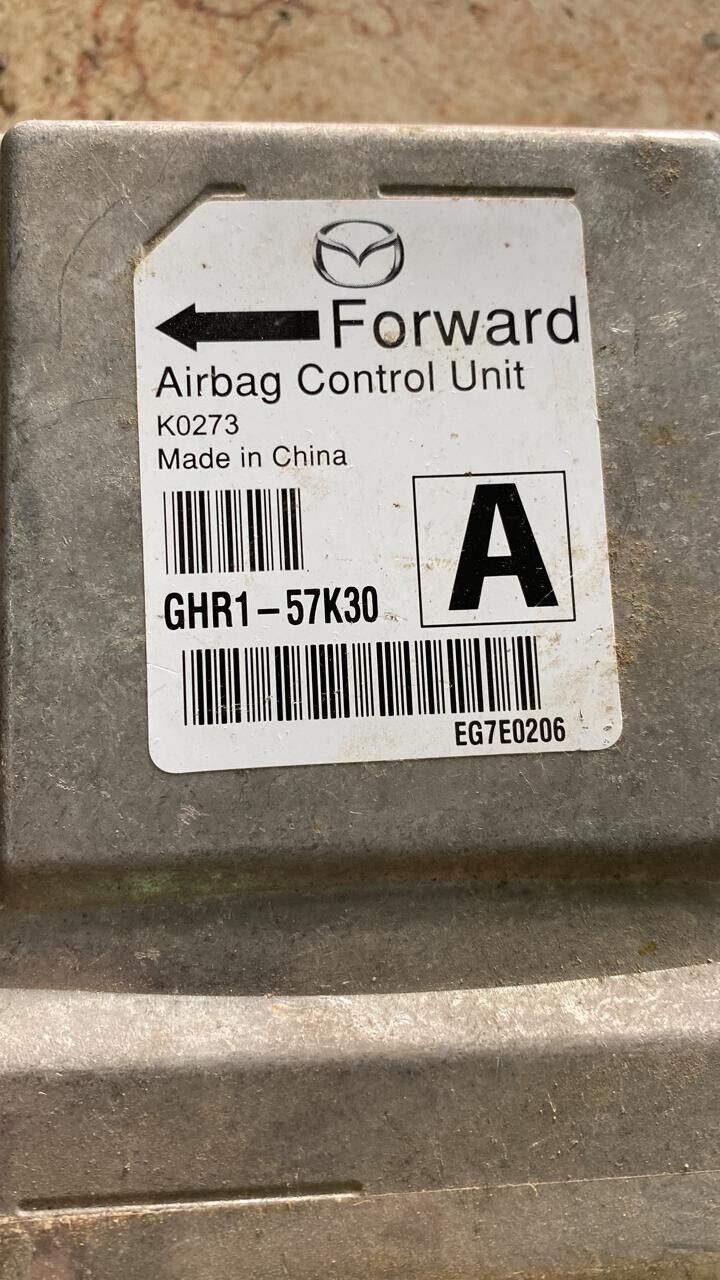 Forward
Airbag Control Unit
K0273
Made in China
A
GHR1-57K30
EG7E0206